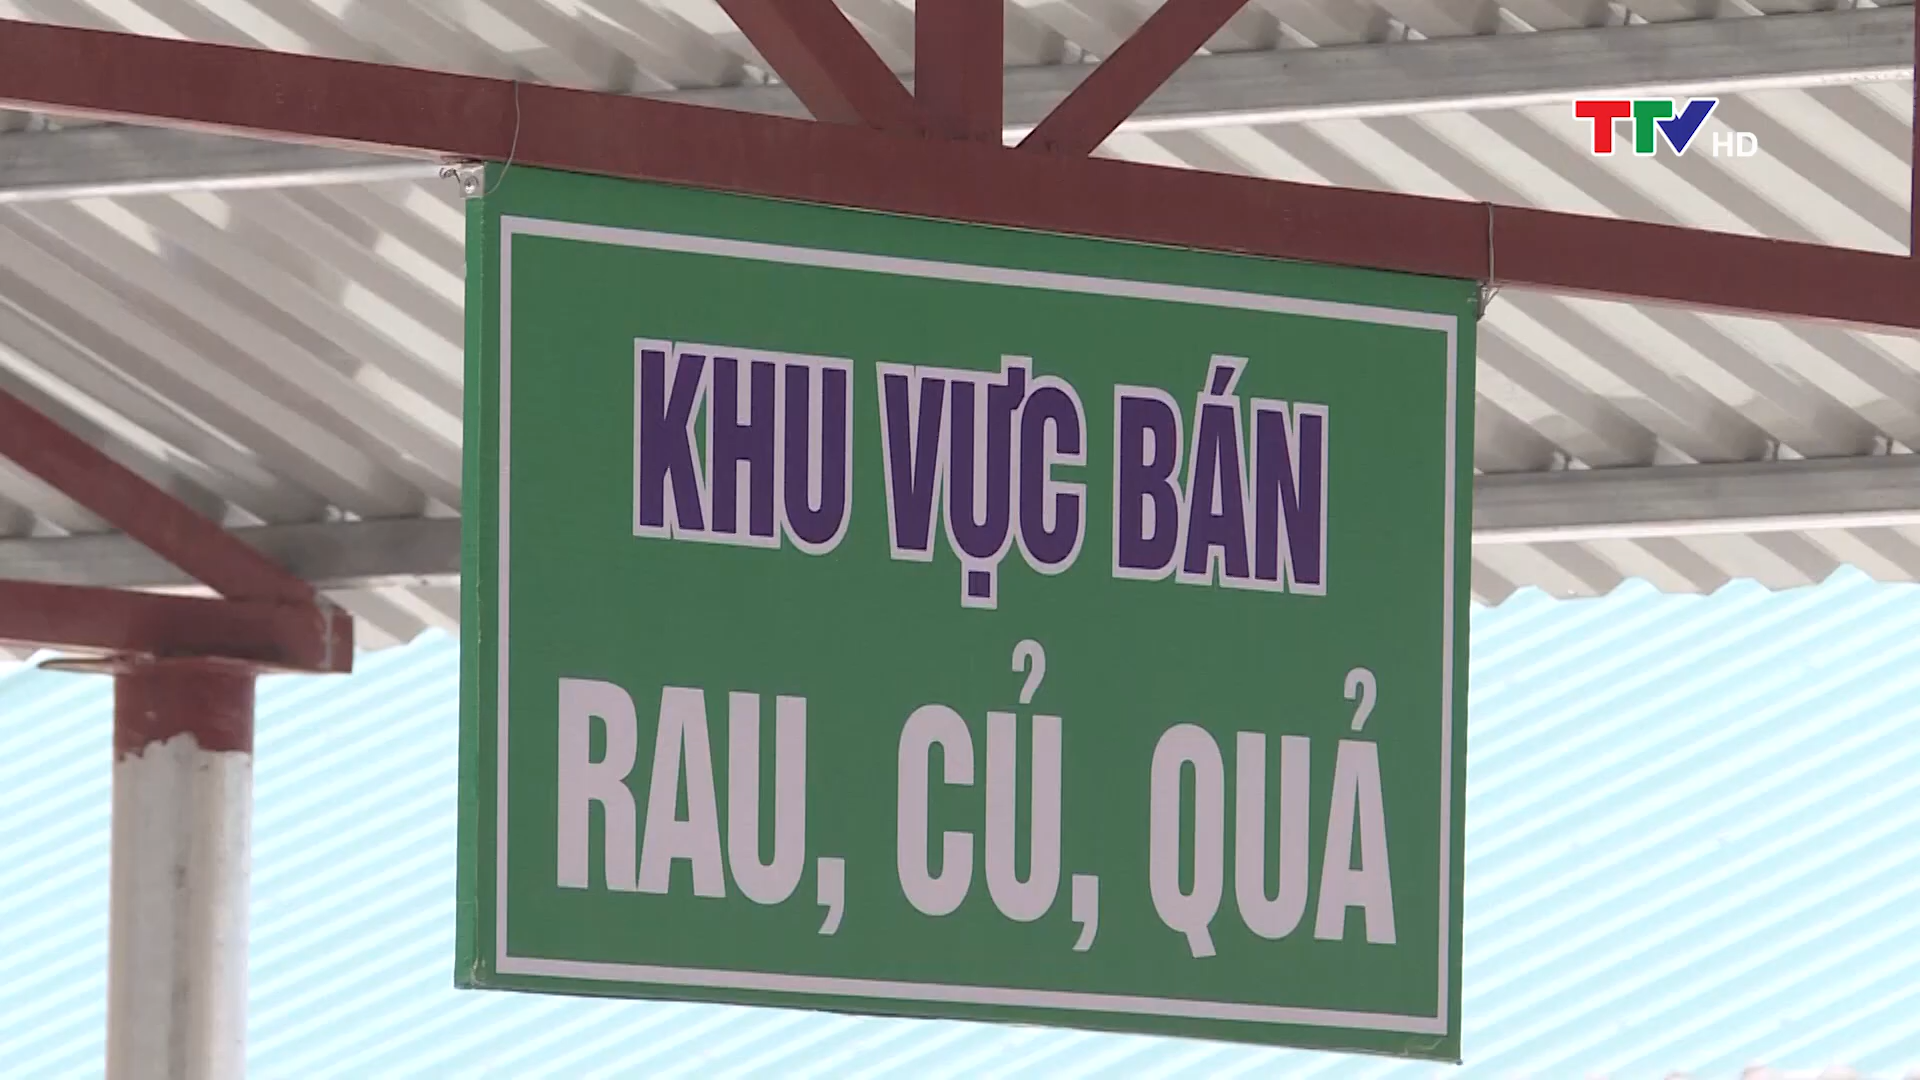 TTV HD
KHU VỰC BÁN
RAU, CỦ, QUẢ